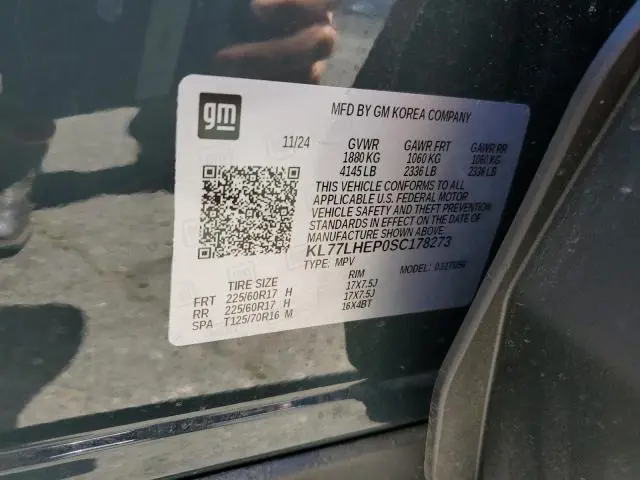 gm
MFD BY GM KOREA COMPANY
11/24 GVWR GAWR FRT GAWR RR
1880 KG 1060 KG 1060 KG
4145 LB 2336 LB 2336 LB
THIS VEHICLE CONFORMS TO ALL
APPLICABLE U.S. FEDERAL MOTOR
VEHICLE SAFETY AND THEFT PREVENTION
STANDARDS IN EFFECT ON THE DATE OF
MANUFACTURE SHOWN ABOVE.
KL77LHEP0SC178273
TYPE: MPV MODEL:
TIRE SIZE RIM
FRT 225/60R17 H 17X7.5J
RR 225/60R17 H 17X7.5J
SPA T125/70R16 M 16X4BT